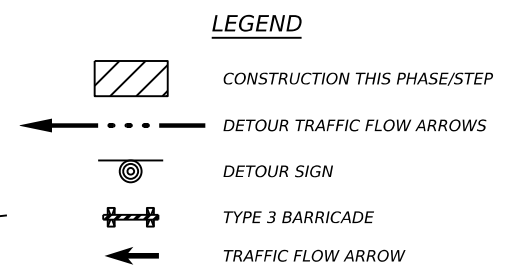 LEGEND
CONSTRUCTION THIS PHASE/STEP
DETOUR TRAFFIC FLOW ARROWS
DETOUR SIGN
TYPE 3 BARRICADE
TRAFFIC FLOW ARROW